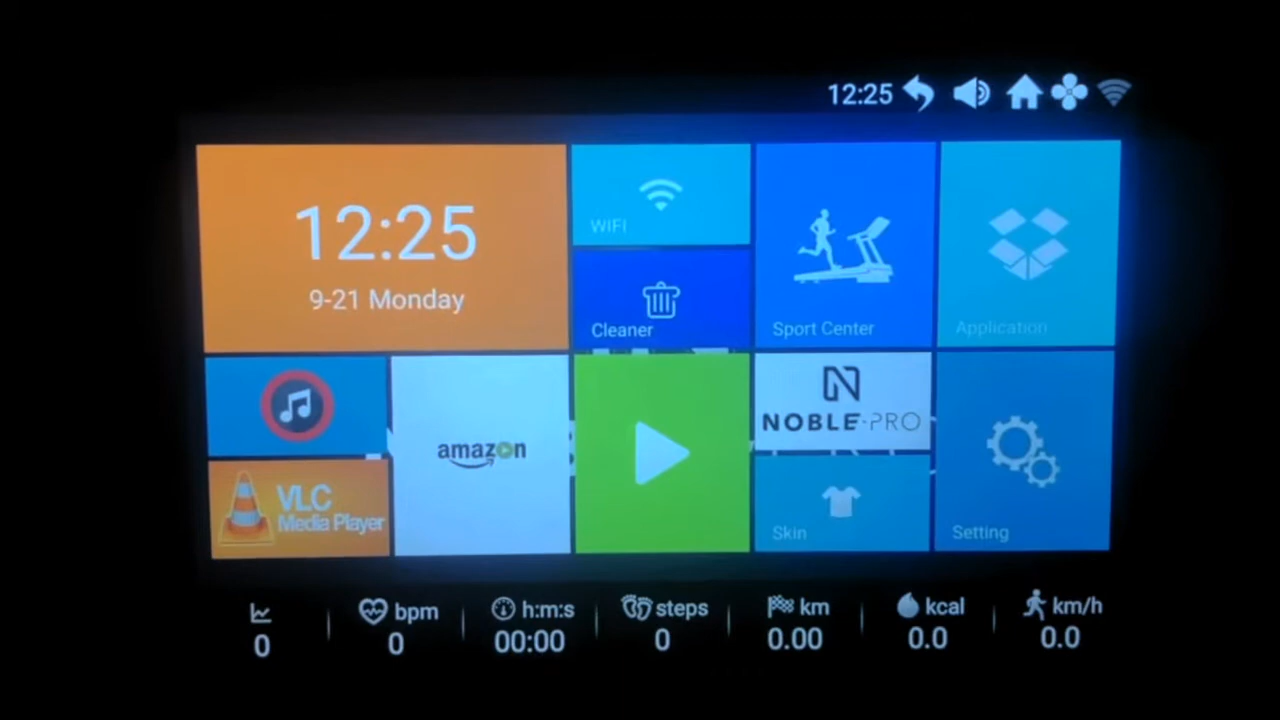 12:25
12:25
9-21 Monday
WIFI
Cleaner
Sport Center
Application
amazon
NOBLE-PRO
VLC
Media Player
Skin
Setting
bpm
h:m:s
steps
km
kcal
km/h
0
0
00:00
0
0.00
0.0
0.0